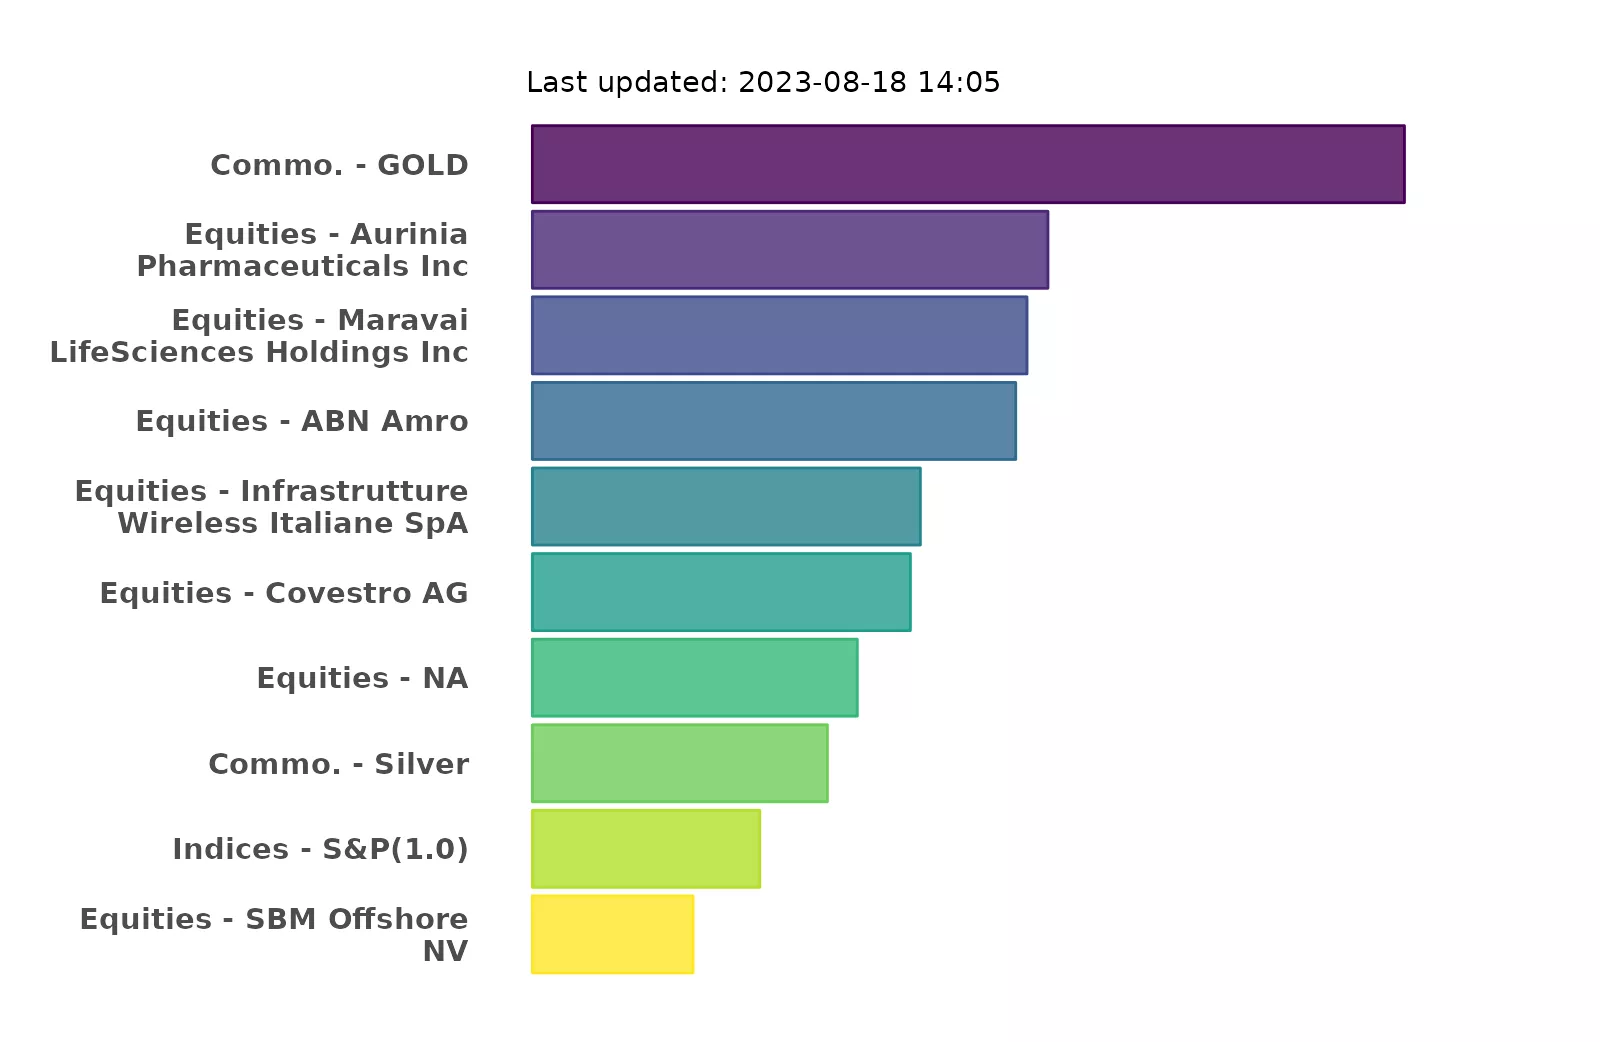 Last updated: 2023-08-18 14:05
Commo. - GOLD
Equities - Aurinia
Pharmaceuticals Inc
Equities - Maravai
LifeSciences Holdings Inc
Equities - ABN Amro
Equities - Infrastrutture
Wireless Italiane SpA
Equities - Covestro AG
Equities - NA
Commo. - Silver
Indices - S&P(1.0)
Equities - SBM Offshore
NV